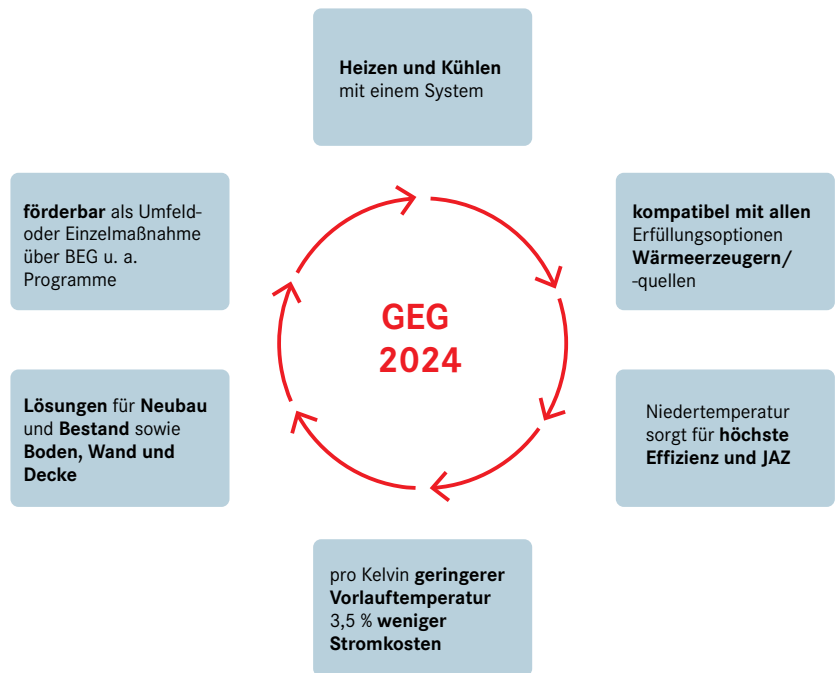 Heizen und Kühlen
mit einem System
kompatibel mit allen
Erfüllungsoptionen
Wärmeerzeugern/
-quellen
Niedertemperatur
sorgt für höchste
Effizienz und JAZ
pro Kelvin geringerer
Vorlauftemperatur
3,5 % weniger
Stromkosten
Lösungen für Neubau
und Bestand sowie
Boden, Wand und
Decke
förderbar als Umfeld-
oder Einzelmaßnahme
über BEG u. a.
Programme
GEG
2024